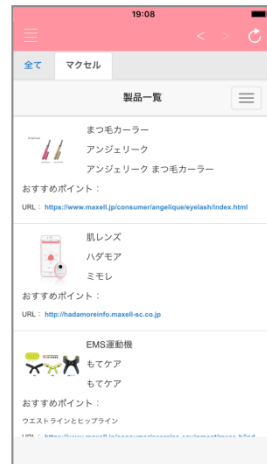 19:08
全て
マクセル
製品一覧
まつ毛カーラー
アンジェリーク
アンジェリーク まつ毛カーラー
おすすめポイント：
URL： https://www.maxell.jp/consumer/angelique/eyelash/index.html
肌レンズ
ハダモア
ミモレ
おすすめポイント：
URL： http://hadamoreinfo.maxell-sc.co.jp
EMS運動機
もてケア
もてケア
おすすめポイント：
ウエストラインとヒップライン